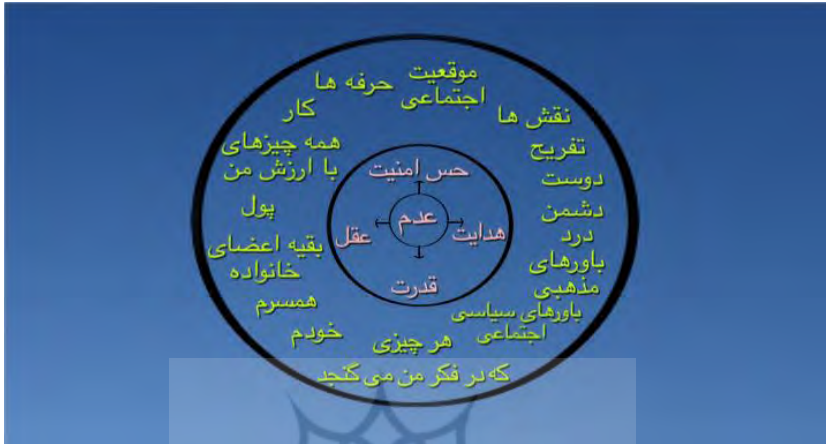 موقعیت
اجتماعی
حرفه ها
کار
نقش ها
همه چیزهای
با ارزش من
تفریح
دوست
دشمن
درد
باورهای
مذهبی
باورهای سیاسی
اجتماعی
هر چیزی
که در فکر من می گنجد
خودم
همسرم
بقیه اعضای
خانواده
پول
حس امنیت
هدایت
قدرت
عقل
عدم